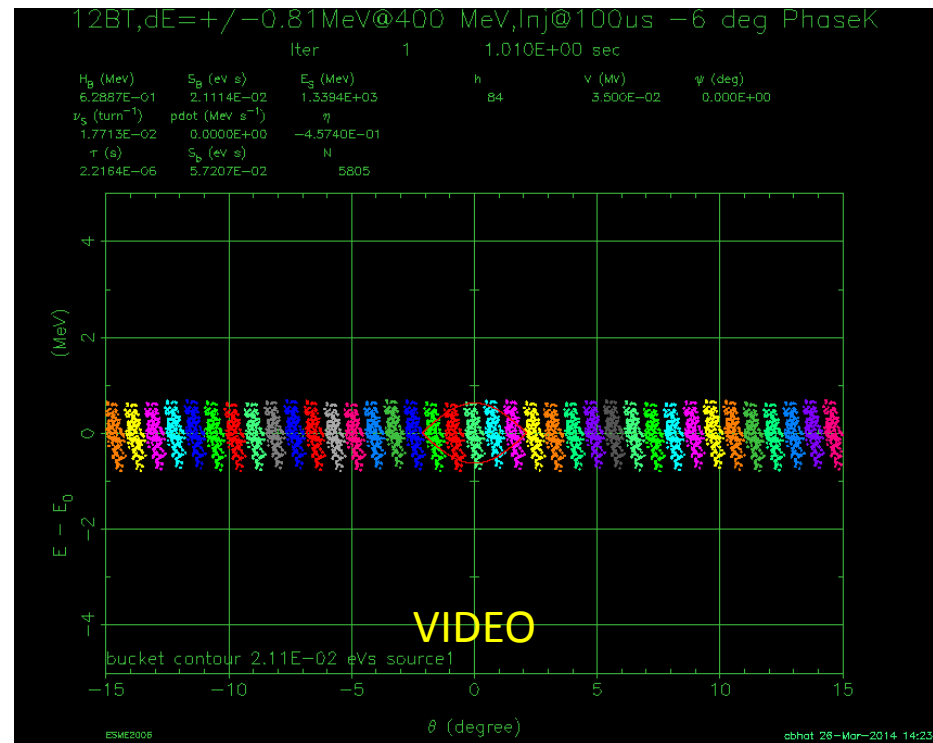 12BT,dE=+/-0.81MeV@400 MeV,Inj@100us -6 deg PhaseK
Iter 1 1.010E+00 sec
H_B (MeV) S_B (eV s) E_S (MeV) h V (MV) ψ (deg)
6.2887E-01 2.1114E-02 1.3394E+03 84 3.500E-02 0.000E+00
ν_S (turn⁻¹) pdot (MeV s⁻¹) η
1.7713E-02 0.0000E+00 -4.5740E-01
τ (s) S_b (eV s) N
2.2164E-06 5.7207E-02 5805
4
2
0
-2
-4
E - E_0 (MeV)
VIDEO
bucket contour 2.11E-02 eVs source1
-15 -10 -5 0 5 10 15
θ (degree)
ESME2006
cbhat 26-Mar-2014 14:23